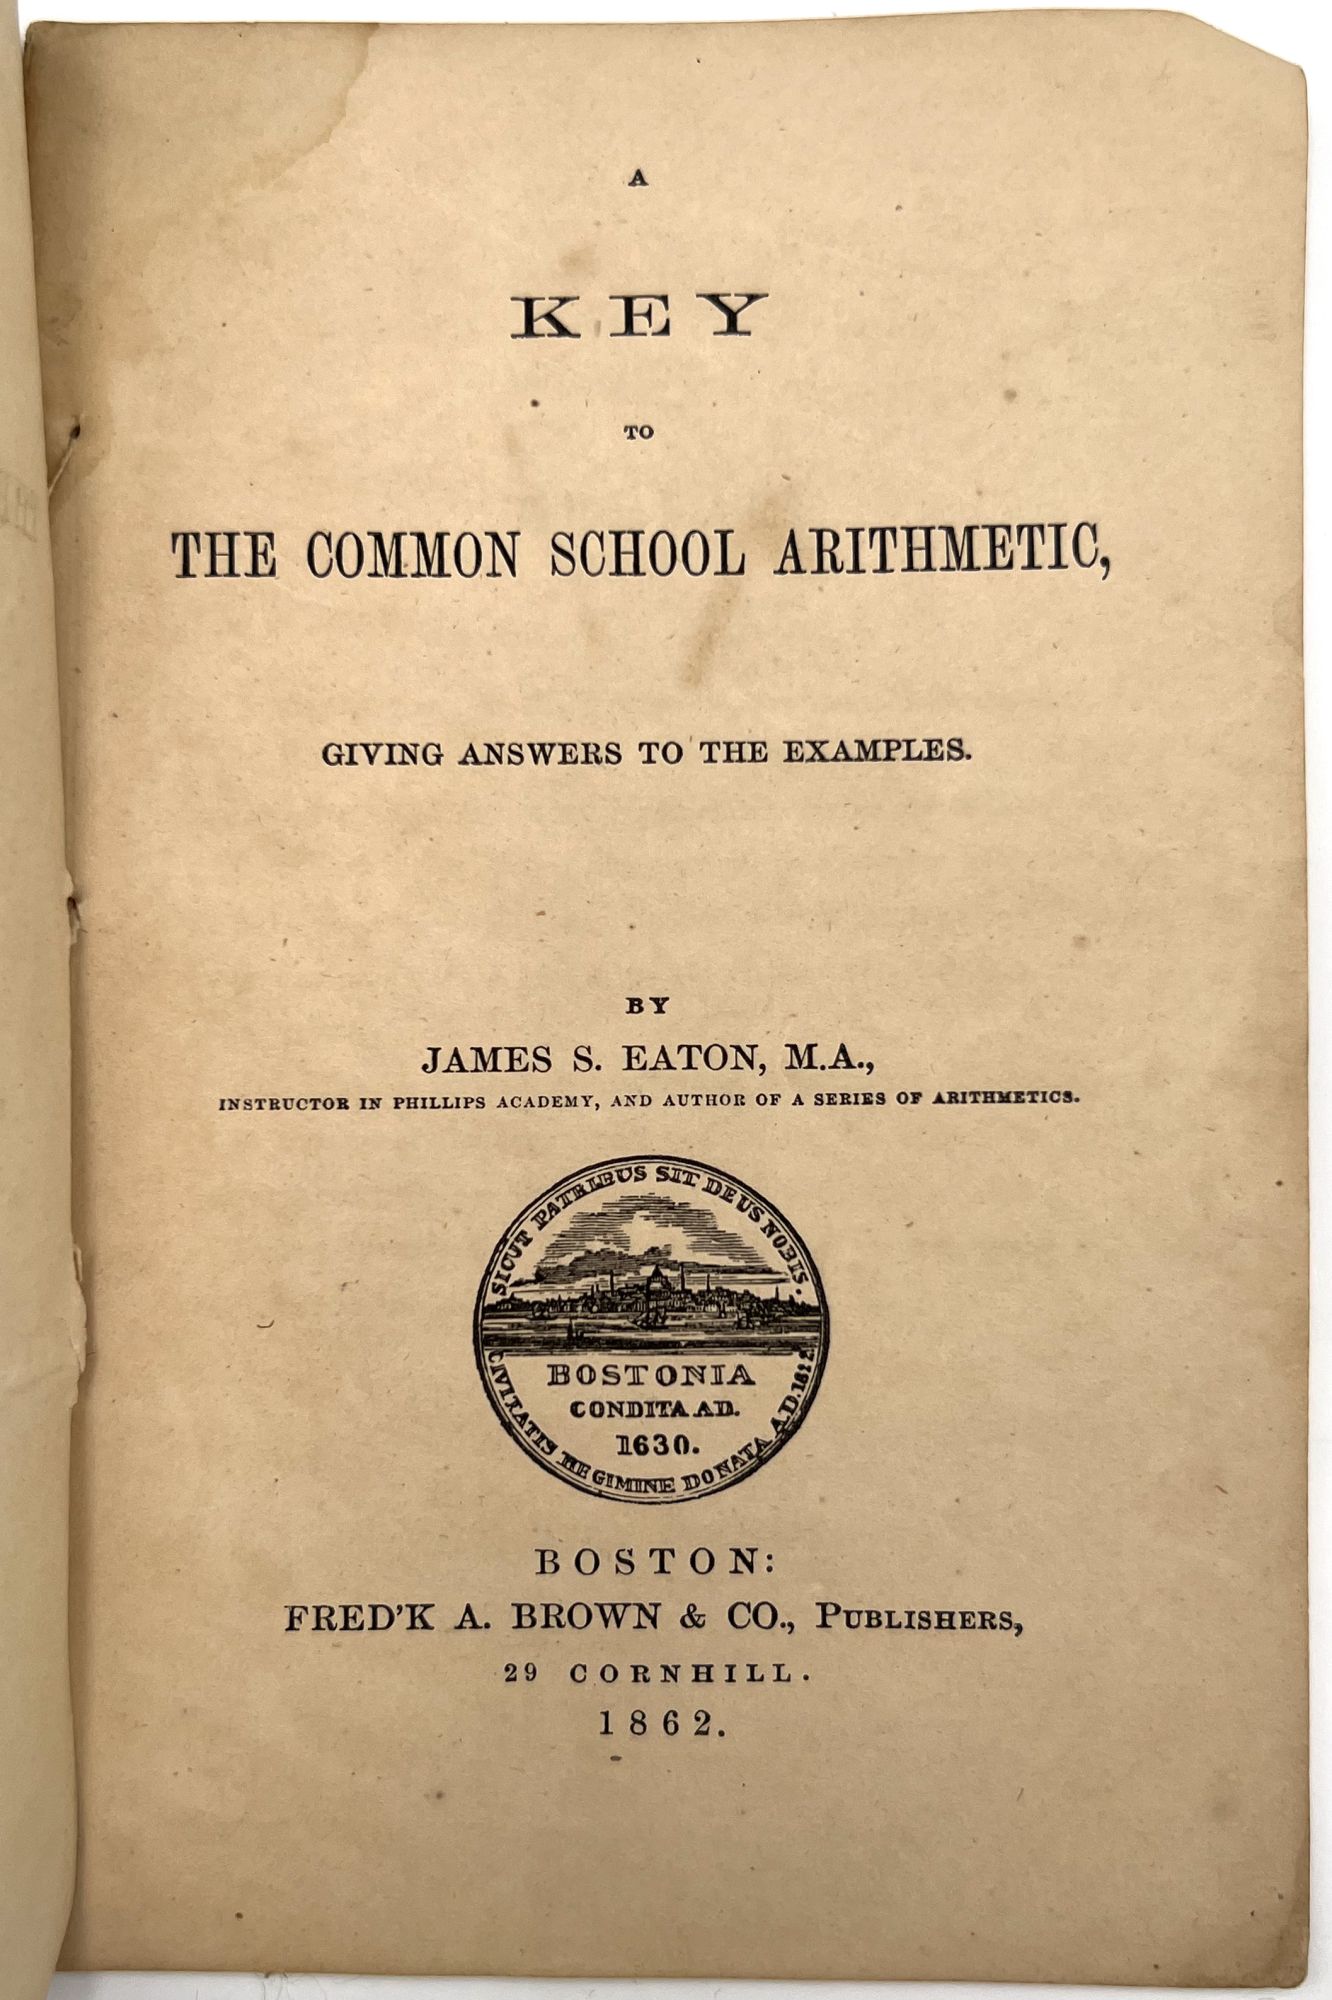 A
KEY
TO
THE COMMON SCHOOL ARITHMETIC,
GIVING ANSWERS TO THE EXAMPLES.
BY
JAMES S. EATON, M.A.,
INSTRUCTOR IN PHILLIPS ACADEMY, AND AUTHOR OF A SERIES OF ARITHMETICS.
SICUT PATRIBUS SIT DEUS NOBIS.
BOSTONIA
CONDITA AD.
1630.
CIVITATIS REGIMINE DONATA A.D. 1822
BOSTON:
FRED'K A. BROWN & CO., PUBLISHERS,
29 CORNHILL.
1862.